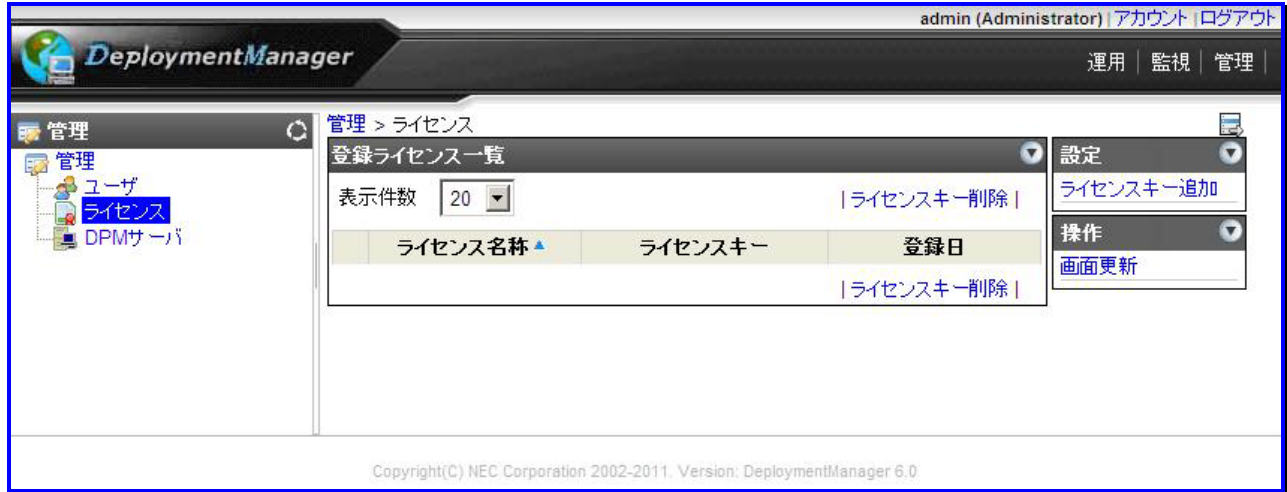 admin (Administrator) | アカウント | ログアウト
DeploymentManager
運用 | 監視 | 管理 |
管理
管理
ユーザ
ライセンス
DPMサーバ
管理 > ライセンス
登録ライセンス一覧
表示件数 20 | ライセンスキー削除 |
ライセンス名称 ライセンスキー 登録日
| ライセンスキー削除 |
設定
ライセンスキー追加
操作
画面更新
Copyright(C) NEC Corporation 2002-2011. Version: DeploymentManager 6.0